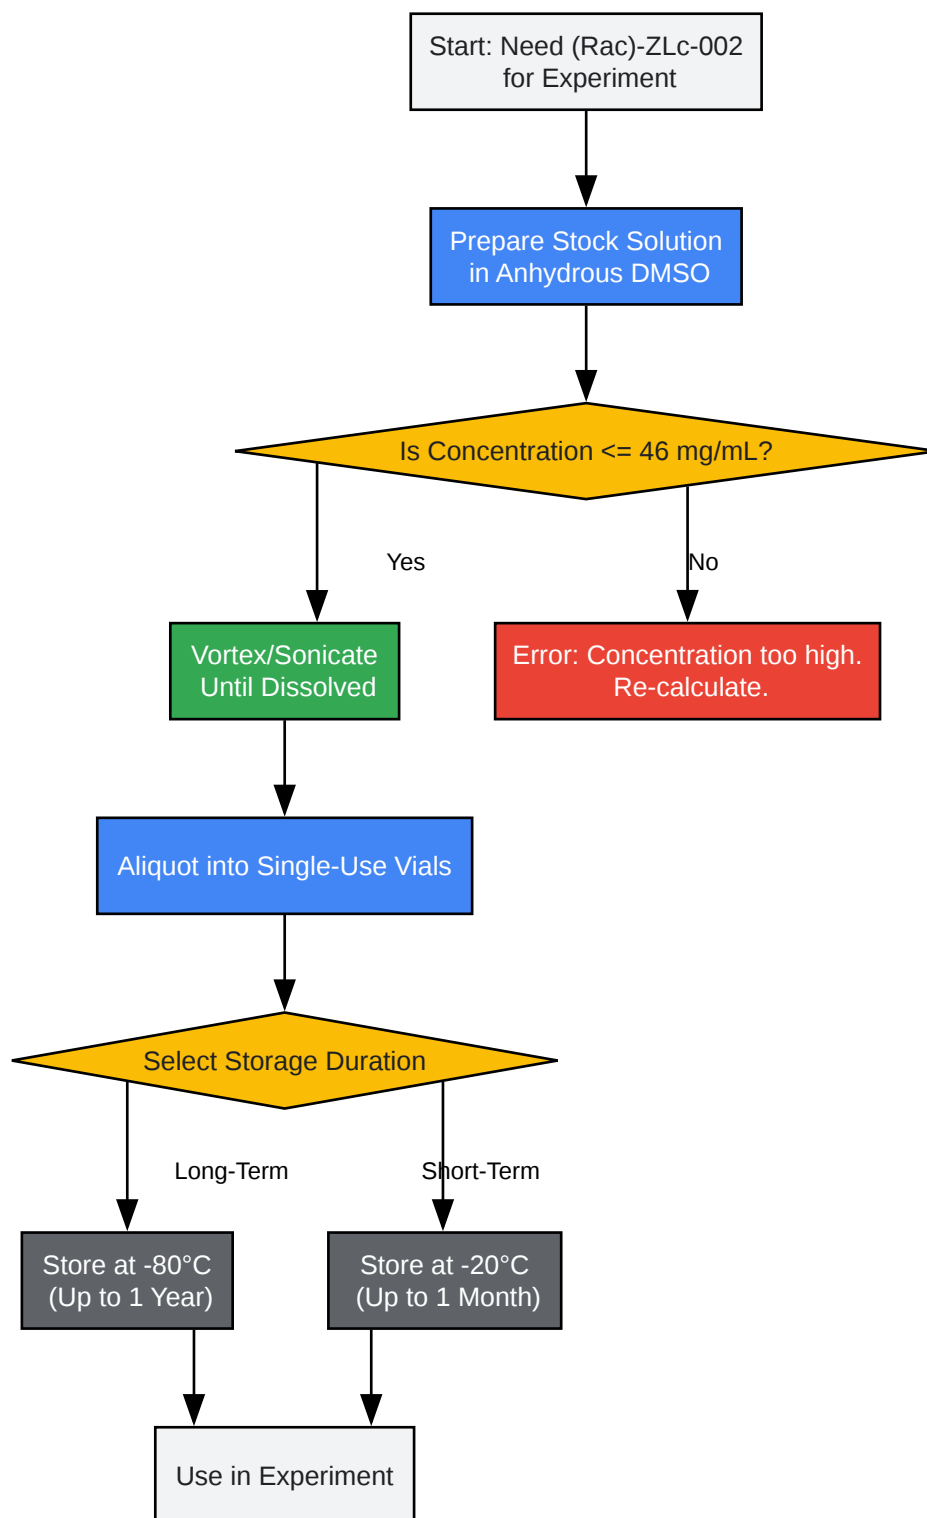 Start: Need (Rac)-ZLc-002
for Experiment
Prepare Stock Solution
in Anhydrous DMSO
Is Concentration <= 46 mg/mL?
Yes
No
Vortex/Sonicate
Until Dissolved
Error: Concentration too high.
Re-calculate.
Aliquot into Single-Use Vials
Select Storage Duration
Long-Term
Short-Term
Store at -80°C
(Up to 1 Year)
Store at -20°C
(Up to 1 Month)
Use in Experiment